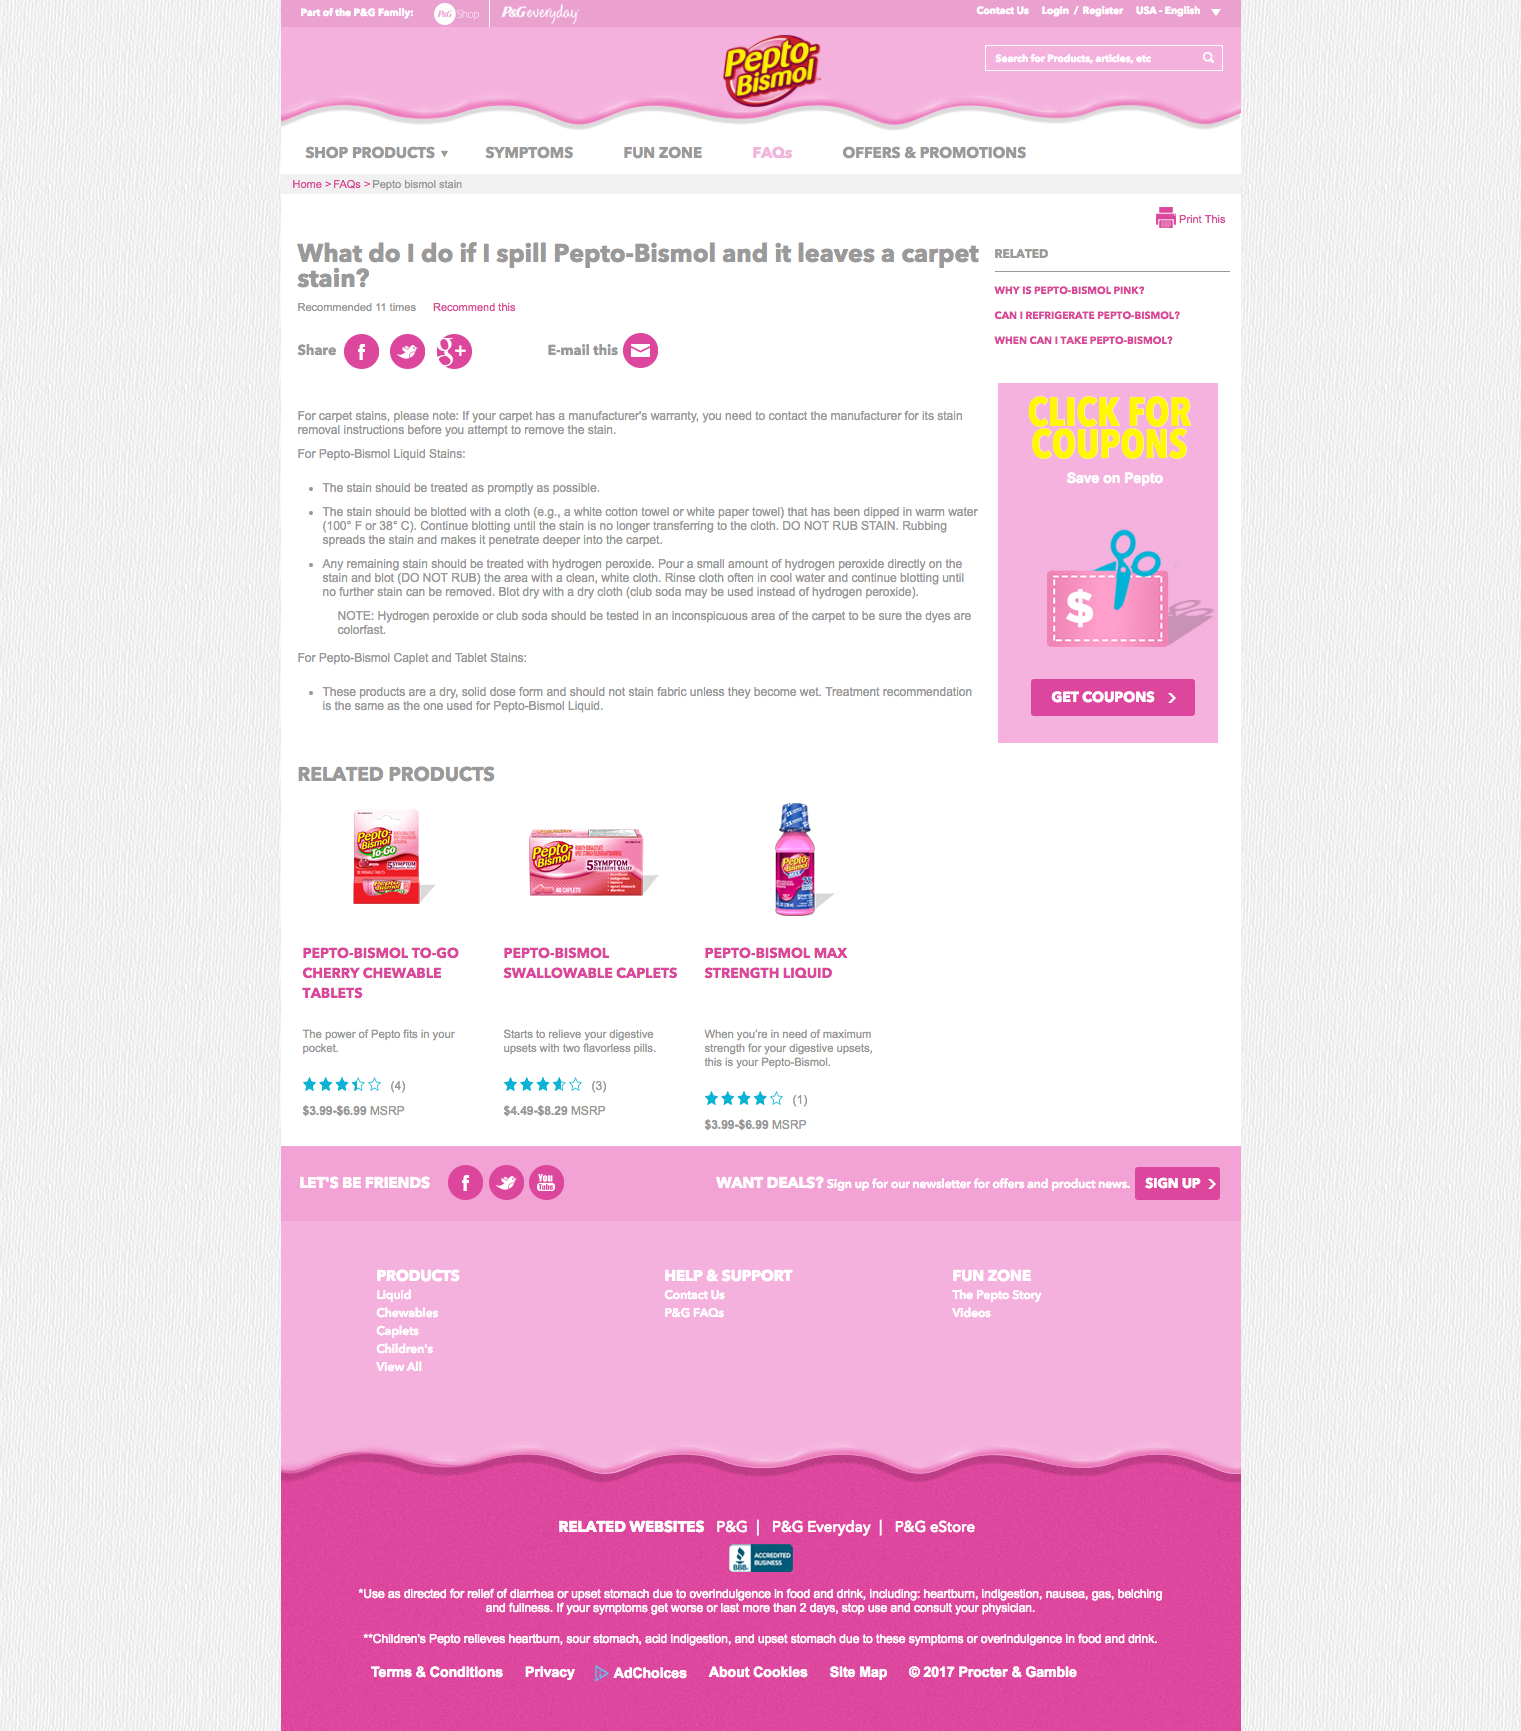 Part of the P&G Family: P&G Shop P&G everyday
Contact Us Login / Register USA - English
Pepto-
Bismol
Search for Products, articles, etc
SHOP PRODUCTS SYMPTOMS FUN ZONE FAQs OFFERS & PROMOTIONS
Home > FAQs > Pepto bismol stain
Print This
What do I do if I spill Pepto-Bismol and it leaves a carpet
stain?
Recommended 11 times Recommend this
Share f g+ E-mail this
For carpet stains, please note: If your carpet has a manufacturer's warranty, you need to contact the manufacturer for its stain
removal instructions before you attempt to remove the stain.
For Pepto-Bismol Liquid Stains:
• The stain should be treated as promptly as possible.
• The stain should be blotted with a cloth (e.g., a white cotton towel or white paper towel) that has been dipped in warm water
(100° F or 38° C). Continue blotting until the stain is no longer transferring to the cloth. DO NOT RUB STAIN. Rubbing
spreads the stain and makes it penetrate deeper into the carpet.
• Any remaining stain should be treated with hydrogen peroxide. Pour a small amount of hydrogen peroxide directly on the
stain and blot (DO NOT RUB) the area with a clean, white cloth. Rinse cloth often in cool water and continue blotting until
no further stain can be removed. Blot dry with a dry cloth (club soda may be used instead of hydrogen peroxide).
NOTE: Hydrogen peroxide or club soda should be tested in an inconspicuous area of the carpet to be sure the dyes are
colorfast.
For Pepto-Bismol Caplet and Tablet Stains:
• These products are a dry, solid dose form and should not stain fabric unless they become wet. Treatment recommendation
is the same as the one used for Pepto-Bismol Liquid.
RELATED
WHY IS PEPTO-BISMOL PINK?
CAN I REFRIGERATE PEPTO-BISMOL?
WHEN CAN I TAKE PEPTO-BISMOL?
CLICK FOR
COUPONS
Save on Pepto
$
GET COUPONS
RELATED PRODUCTS
Pepto-
Bismol
To-Go
5 SYMPTOM
Pepto-
Bismol
5 SYMPTOM
DIGESTIVE RELIEF
48 CAPLETS
Pepto-
Bismol
PEPTO-BISMOL TO-GO
CHERRY CHEWABLE
TABLETS
The power of Pepto fits in your
pocket.
(4)
$3.99-$6.99 MSRP
PEPTO-BISMOL
SWALLOWABLE CAPLETS
Starts to relieve your digestive
upsets with two flavorless pills.
(3)
$4.49-$8.29 MSRP
PEPTO-BISMOL MAX
STRENGTH LIQUID
When you're in need of maximum
strength for your digestive upsets,
this is your Pepto-Bismol.
(1)
$3.99-$6.99 MSRP
LET'S BE FRIENDS f You Tube
WANT DEALS? Sign up for our newsletter for offers and product news. SIGN UP
PRODUCTS
Liquid
Chewables
Caplets
Children's
View All
HELP & SUPPORT
Contact Us
P&G FAQs
FUN ZONE
The Pepto Story
Videos
RELATED WEBSITES P&G | P&G Everyday | P&G eStore
BBB ACCREDITED
BUSINESS
*Use as directed for relief of diarrhea or upset stomach due to overindulgence in food and drink, including: heartburn, indigestion, nausea, gas, belching
and fullness. If your symptoms get worse or last more than 2 days, stop use and consult your physician.
**Children's Pepto relieves heartburn, sour stomach, acid indigestion, and upset stomach due to these symptoms or overindulgence in food and drink.
Terms & Conditions Privacy AdChoices About Cookies Site Map © 2017 Procter & Gamble